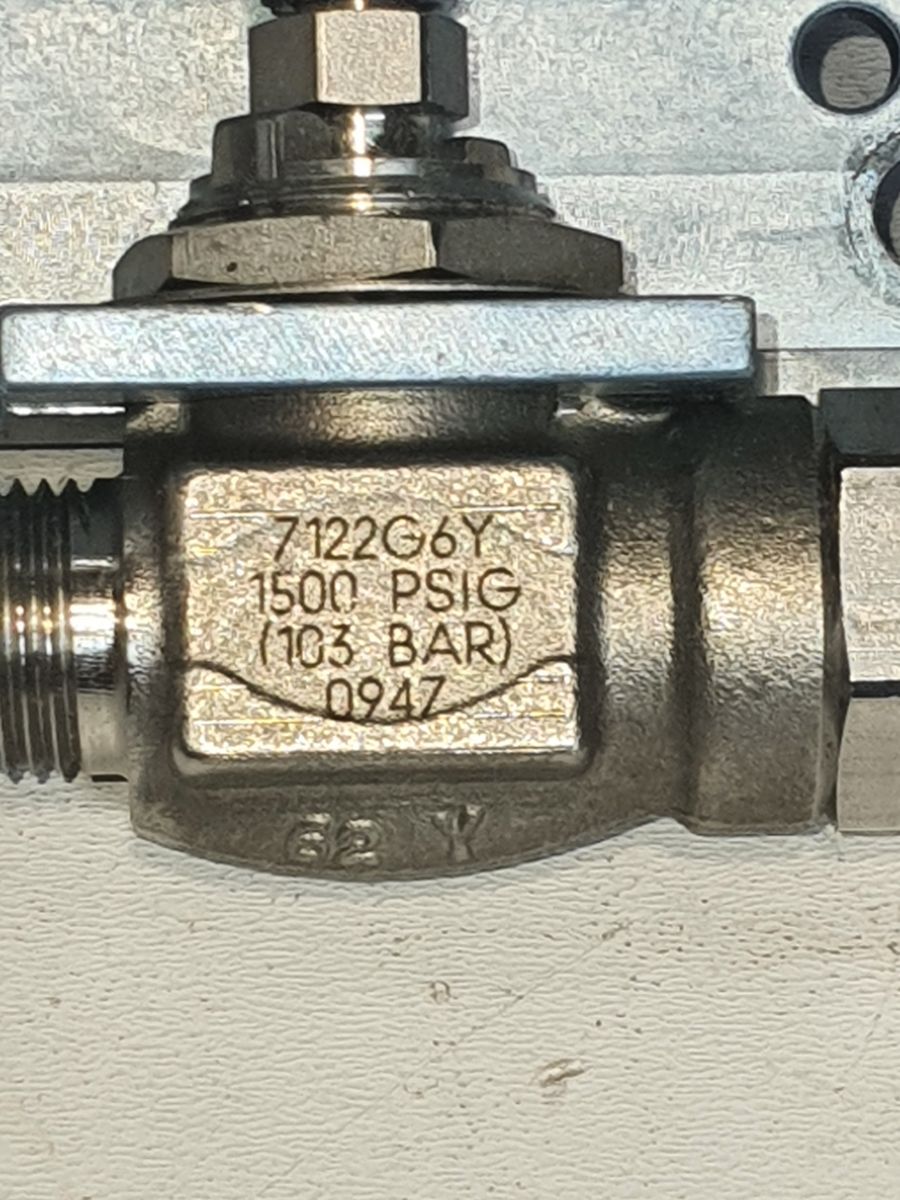 7122G6Y
1500 PSIG
(103 BAR)
0947
62 Y